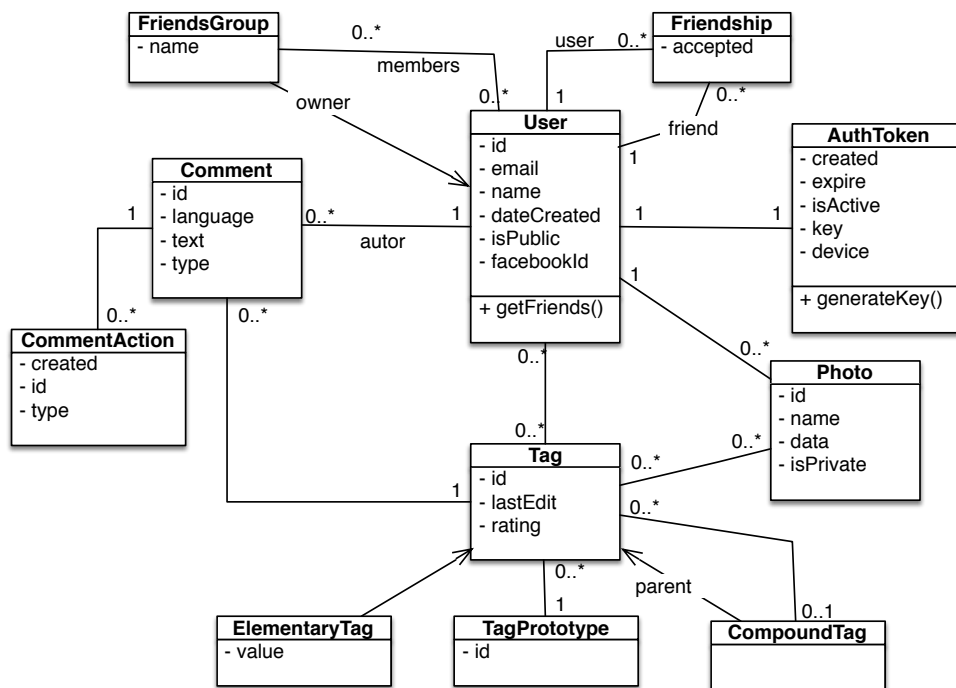 FriendsGroup
- name
0..*
members
owner
0..*
user
0..*
1
Friendship
- accepted
0..*
friend
1
User
- id
- email
- name
- dateCreated
- isPublic
- facebookId
+ getFriends()
AuthToken
- created
- expire
- isActive
- key
- device
+ generateKey()
1
1
Comment
- id
- language
- text
- type
0..*
1
autor
1
0..*
0..*
CommentAction
- created
- id
- type
1
0..*
Photo
- id
- name
- data
- isPrivate
0..*
0..*
0..*
0..*
Tag
- id
- lastEdit
- rating
1
0..*
0..*
1
parent
0..1
ElementaryTag
- value
TagPrototype
- id
CompoundTag